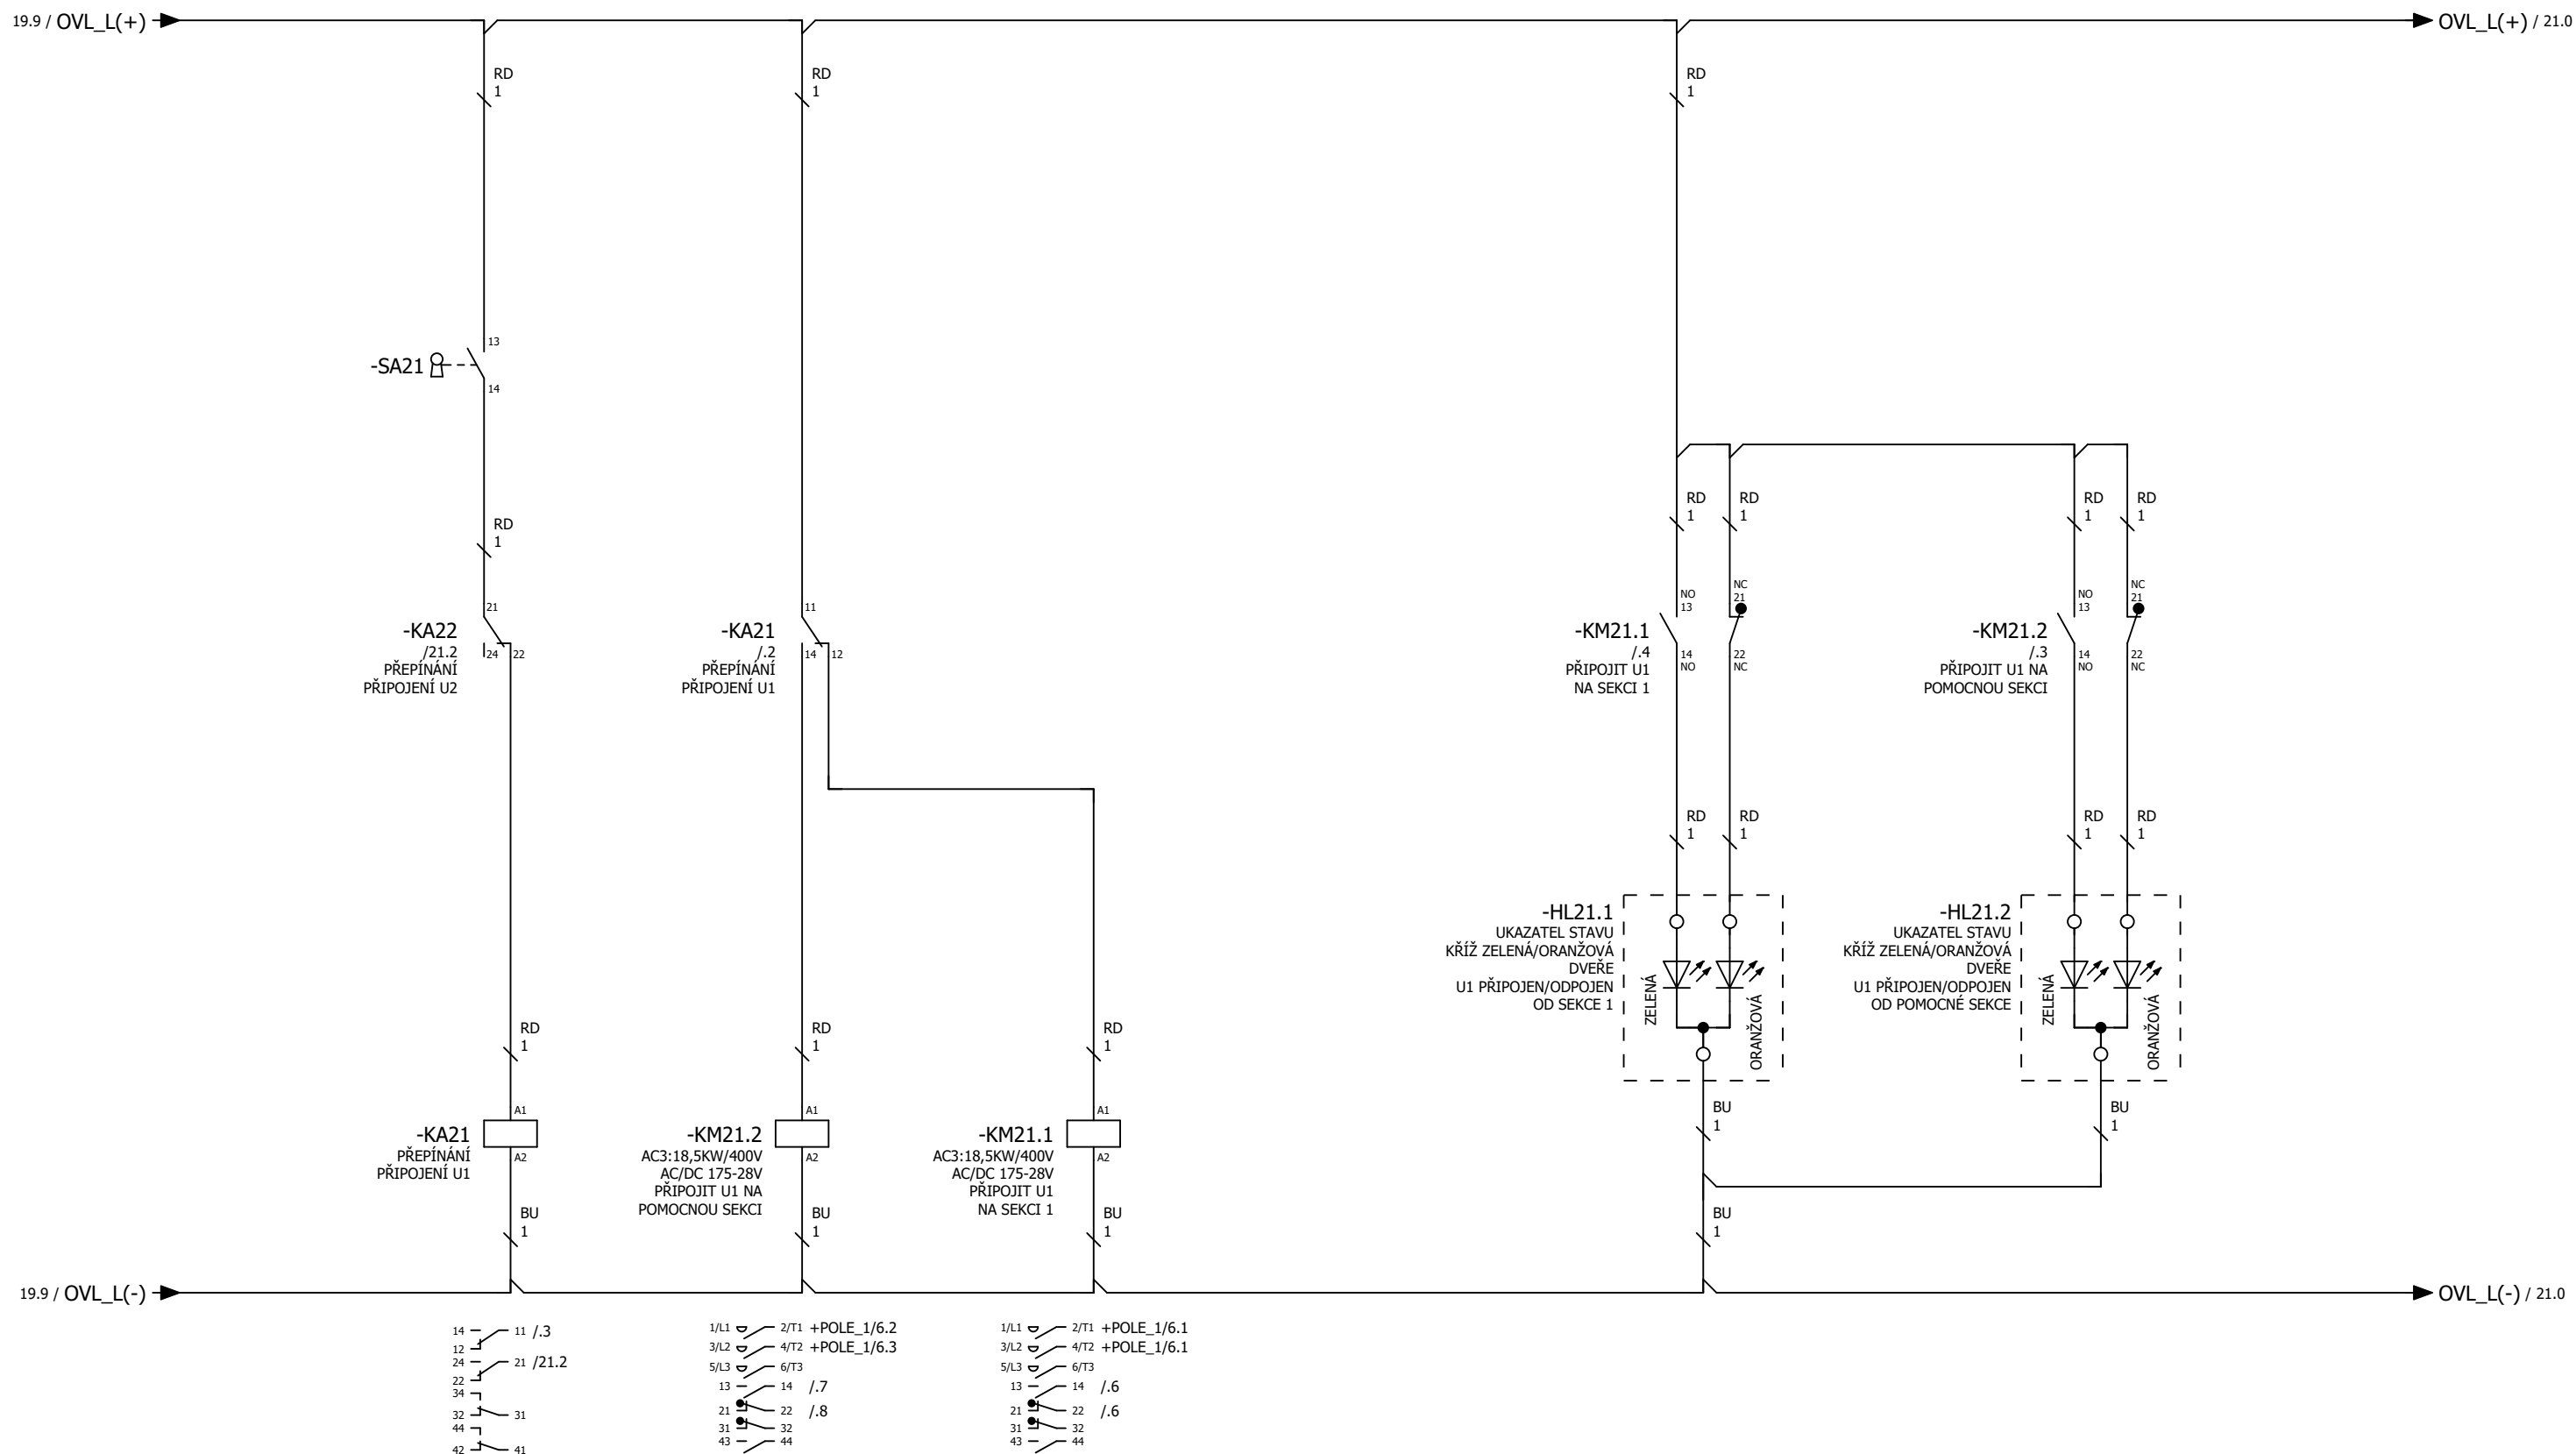 19.9 / OVL_L(+)
OVL_L(+) / 21.0
RD
1
RD
1
RD
1
-SA21
13
14
RD
1
RD
1
RD
1
RD
1
RD
1
-KA22
/21.2
PŘEPÍNÁNÍ
PŘIPOJENÍ U2
21
24
22
-KA21
/.2
PŘEPÍNÁNÍ
PŘIPOJENÍ U1
11
14
12
-KM21.1
/.4
PŘIPOJIT U1
NA SEKCI 1
NO
13
14
NO
NC
21
22
NC
-KM21.2
/.3
PŘIPOJIT U1 NA
POMOCNOU SEKCI
NO
13
14
NO
NC
21
22
NC
RD
1
RD
1
RD
1
RD
1
-HL21.1
UKAZATEL STAVU
KŘÍŽ ZELENÁ/ORANŽOVÁ
DVEŘE
U1 PŘIPOJEN/ODPOJEN
OD SEKCE 1
ZELENÁ
ORANŽOVÁ
-HL21.2
UKAZATEL STAVU
KŘÍŽ ZELENÁ/ORANŽOVÁ
DVEŘE
U1 PŘIPOJEN/ODPOJEN
OD POMOCNÉ SEKCE
ZELENÁ
ORANŽOVÁ
RD
1
RD
1
RD
1
-KA21
PŘEPÍNÁNÍ
PŘIPOJENÍ U1
A1
A2
-KM21.2
AC3:18,5KW/400V
AC/DC 175-28V
PŘIPOJIT U1 NA
POMOCNOU SEKCI
A1
A2
-KM21.1
AC3:18,5KW/400V
AC/DC 175-28V
PŘIPOJIT U1
NA SEKCI 1
A1
A2
BU
1
BU
1
BU
1
BU
1
BU
1
BU
1
19.9 / OVL_L(-)
OVL_L(-) / 21.0
14 11 /.3
12
24 21 /21.2
22
34
32 31
44
42 41
1/L1 2/T1 +POLE_1/6.2
3/L2 4/T2 +POLE_1/6.3
5/L3 6/T3
13 14 /.7
21 22 /.8
31 32
43 44
1/L1 2/T1 +POLE_1/6.1
3/L2 4/T2 +POLE_1/6.1
5/L3 6/T3
13 14 /.6
21 22 /.6
31 32
43 44